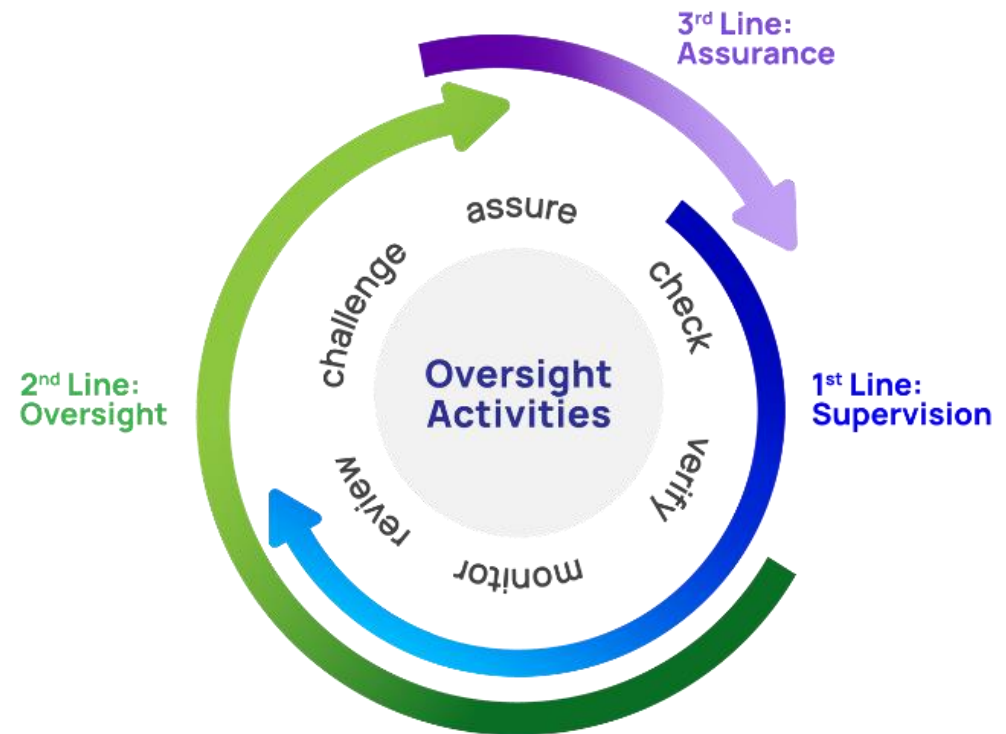 3rd Line:
Assurance
assure
check
verify
monitor
review
challenge
Oversight
Activities
1st Line:
Supervision
2nd Line:
Oversight